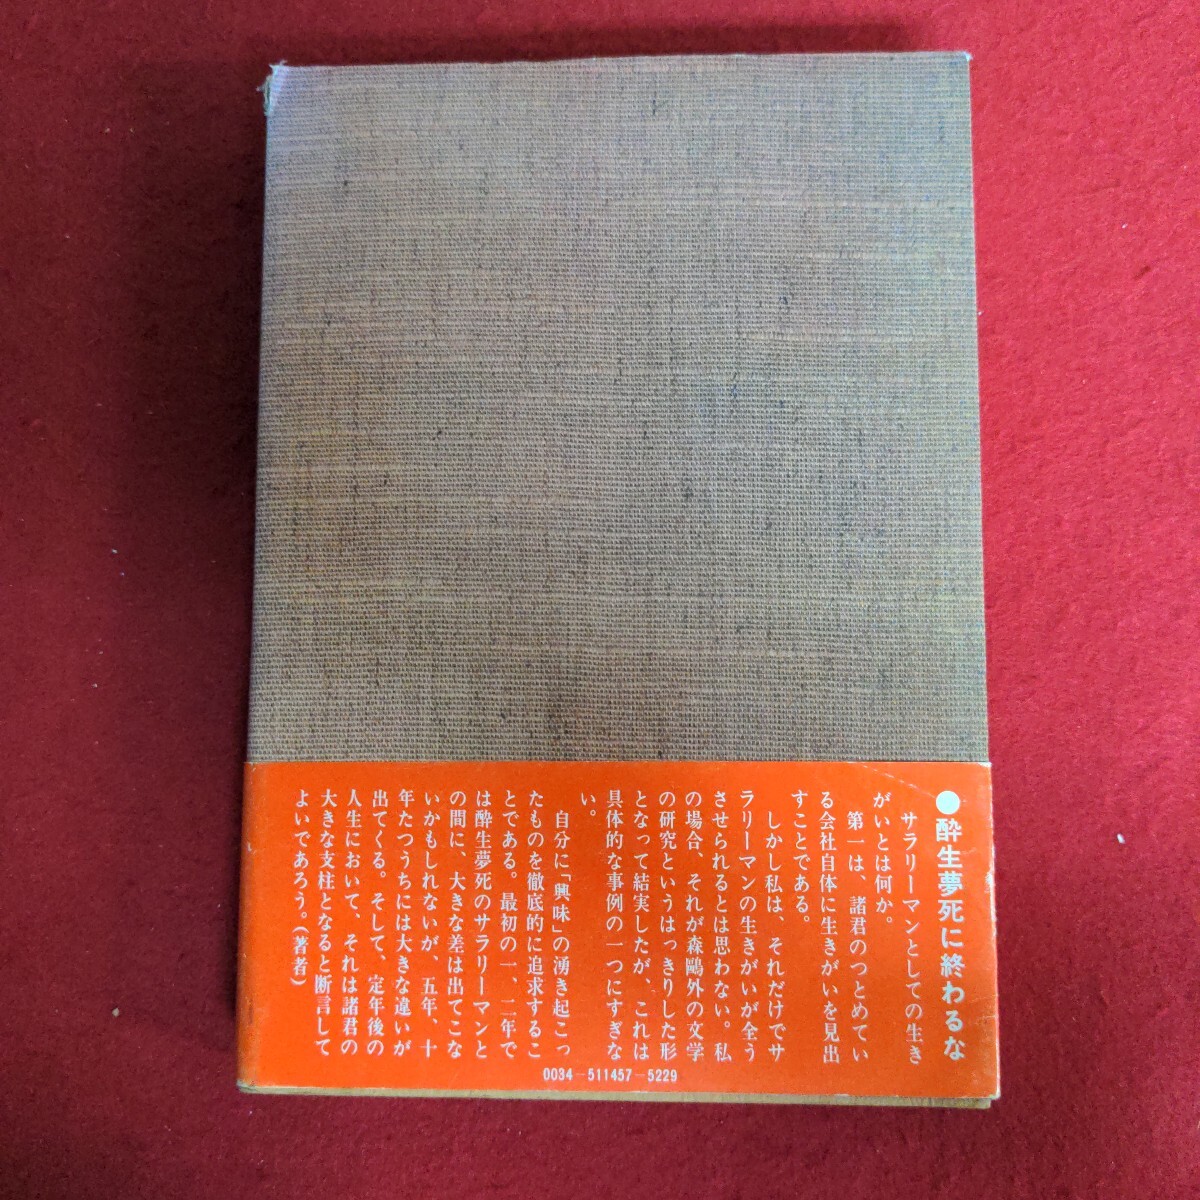 ●酔生夢死に終わるな
サラリーマンとしての生き
がいとは何か。
第一は、諸君のつとめてい
る会社自体に生きがいを見出
すことである。
しかし私は、それだけでサ
ラリーマンの生きがいが全う
させられるとは思わない。私
の場合、それが森鷗外の文学
の研究というはっきりした形
となって結実したが、これは
具体的な事例の一つにすぎな
い。
自分に「興味」の湧き起こっ
たものを徹底的に追求するこ
とである。最初の一、二年で
は酔生夢死のサラリーマンと
の間に、大きな差は出てこな
いかもしれないが、五年、十
年たつうちには大きな違いが
出てくる。そして、定年後の
人生において、それは諸君の
大きな支柱となると断言して
よいであろう。(著者)
0034-511457-5229